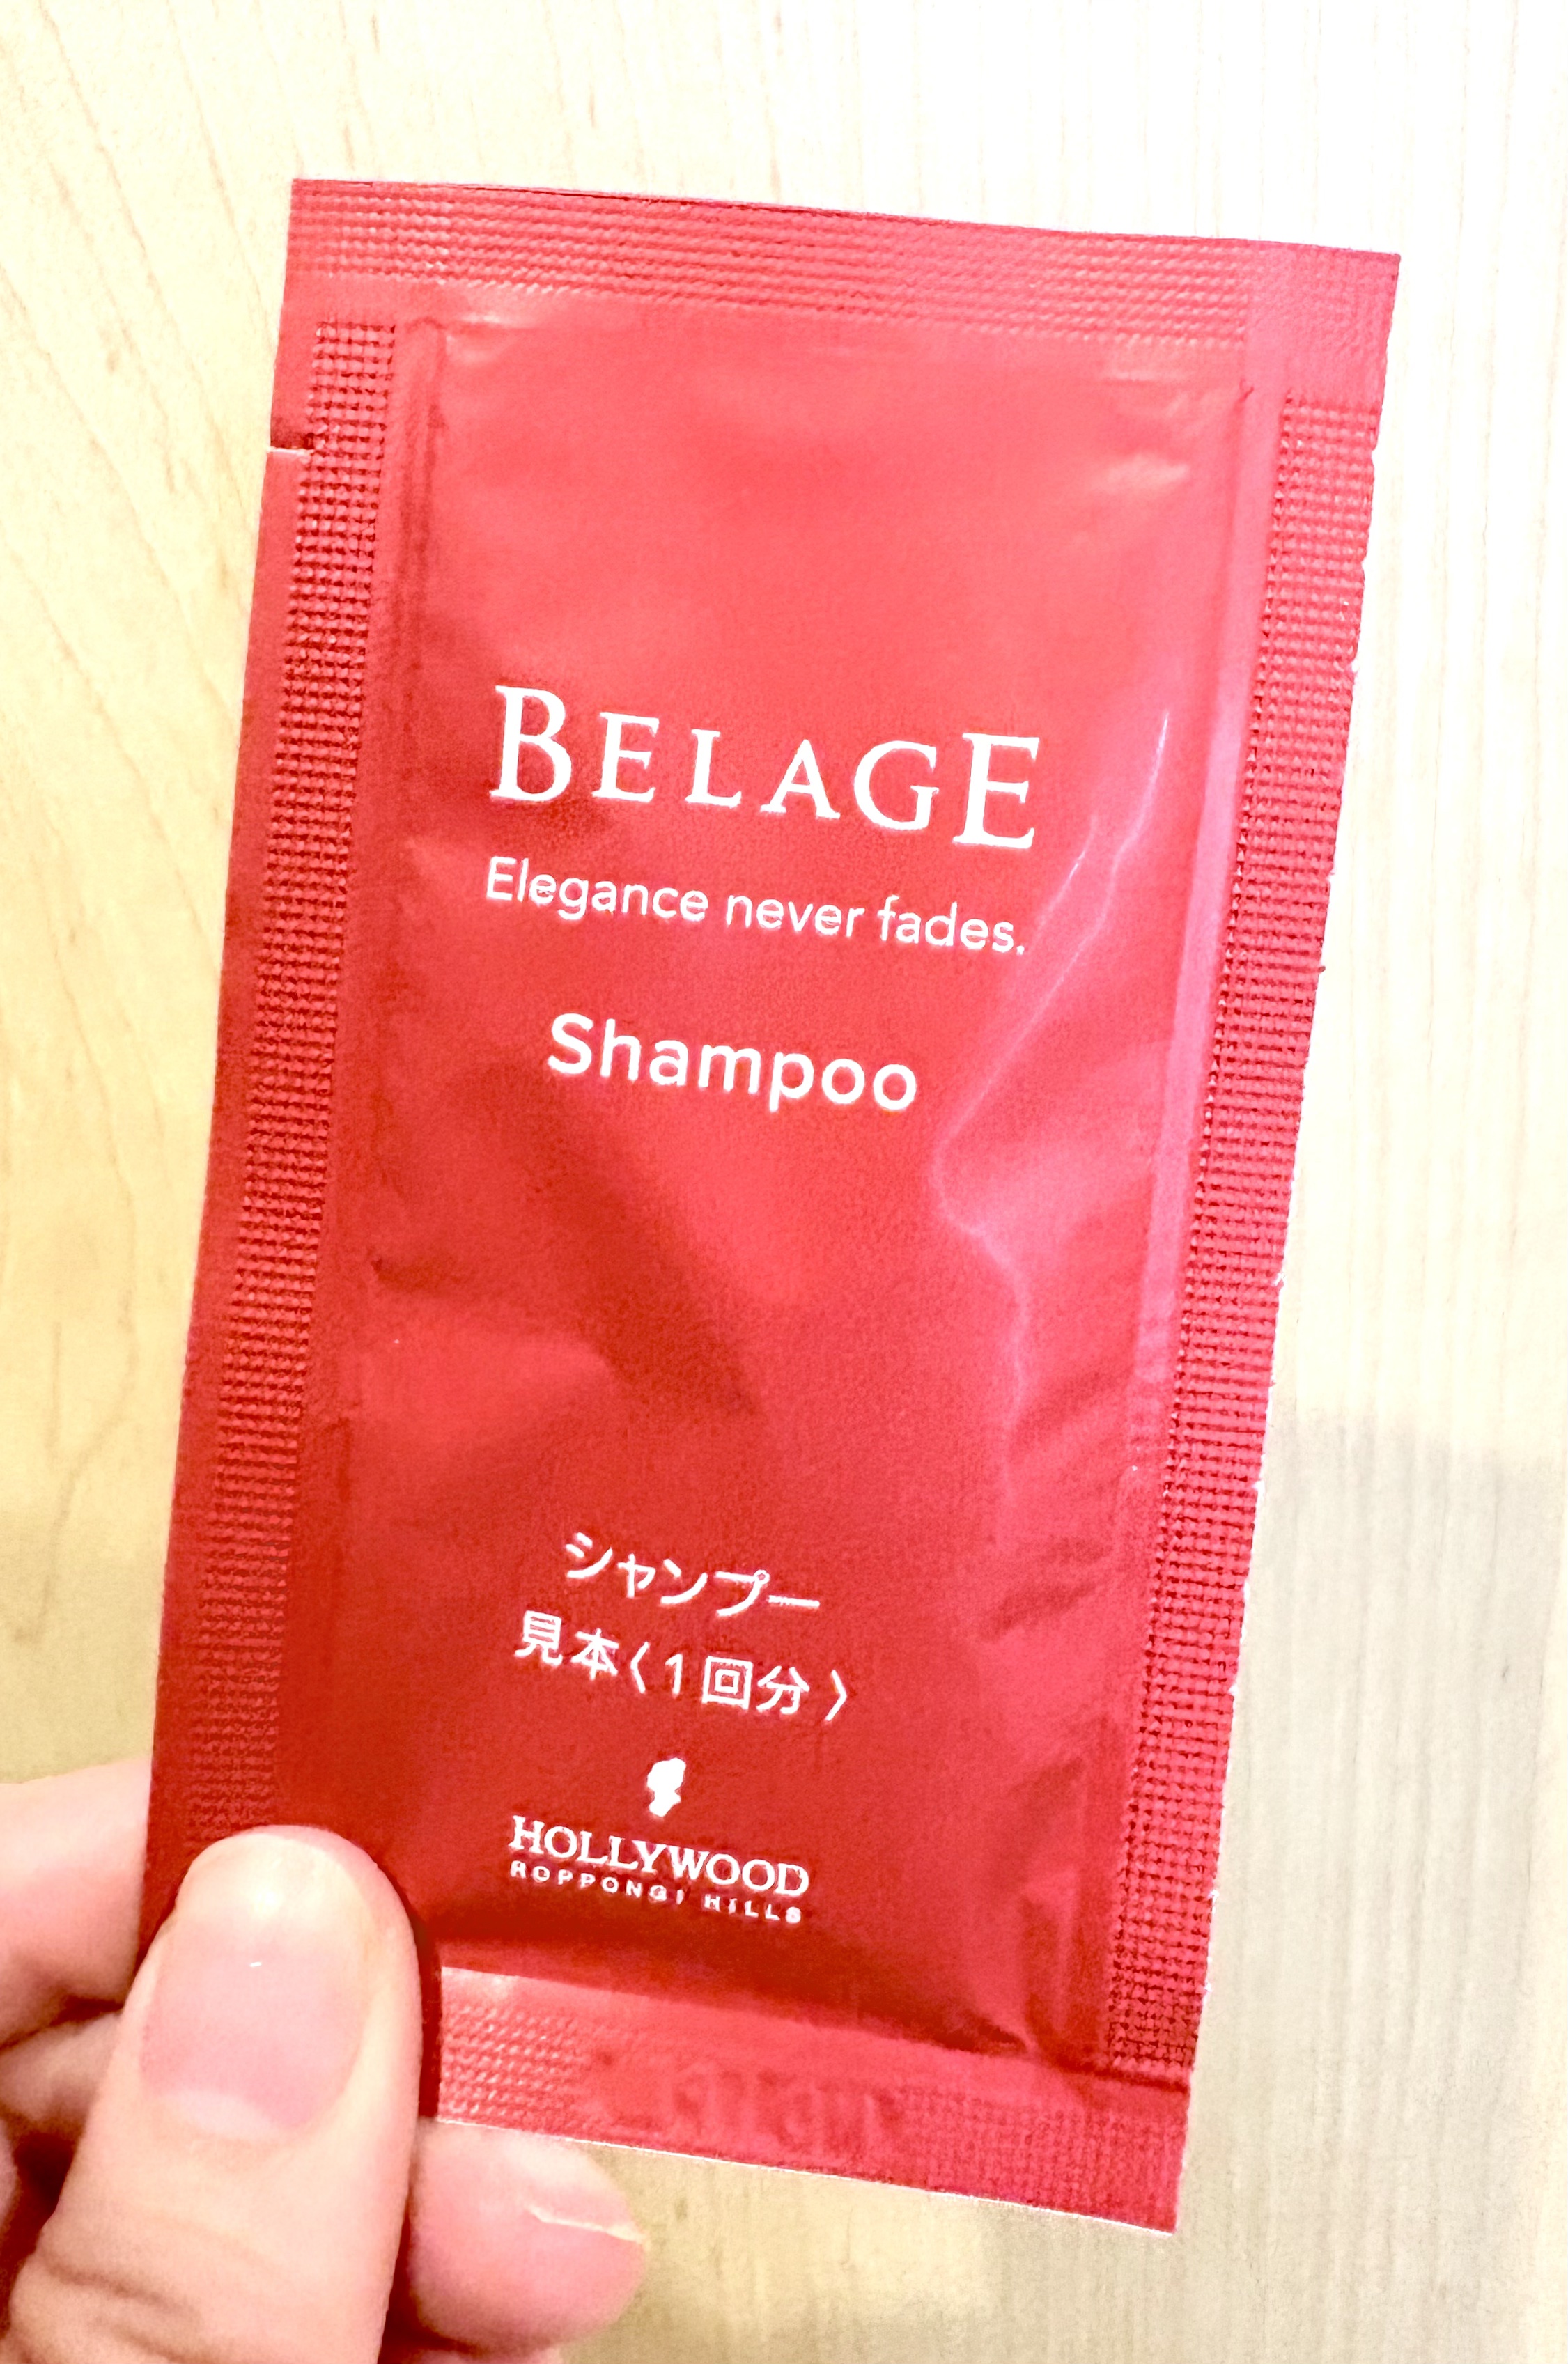 BELAGE
Elegance never fades.
Shampoo
シャンプー
見本〈1回分〉
HOLLYWOOD
ROPPONGI HILLS